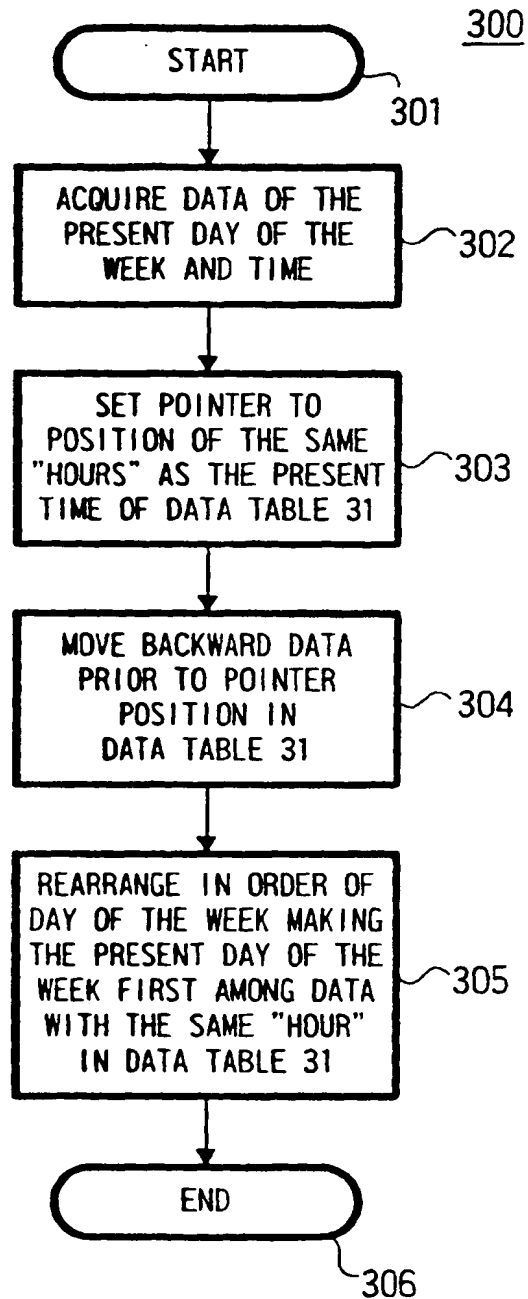 300
START
301
ACQUIRE DATA OF THE
PRESENT DAY OF THE
WEEK AND TIME
302
SET POINTER TO
POSITION OF THE SAME
"HOURS" AS THE PRESENT
TIME OF DATA TABLE 31
303
MOVE BACKWARD DATA
PRIOR TO POINTER
POSITION IN
DATA TABLE 31
304
REARRANGE IN ORDER OF
DAY OF THE WEEK MAKING
THE PRESENT DAY OF THE
WEEK FIRST AMONG DATA
WITH THE SAME "HOUR"
IN DATA TABLE 31
305
END
306